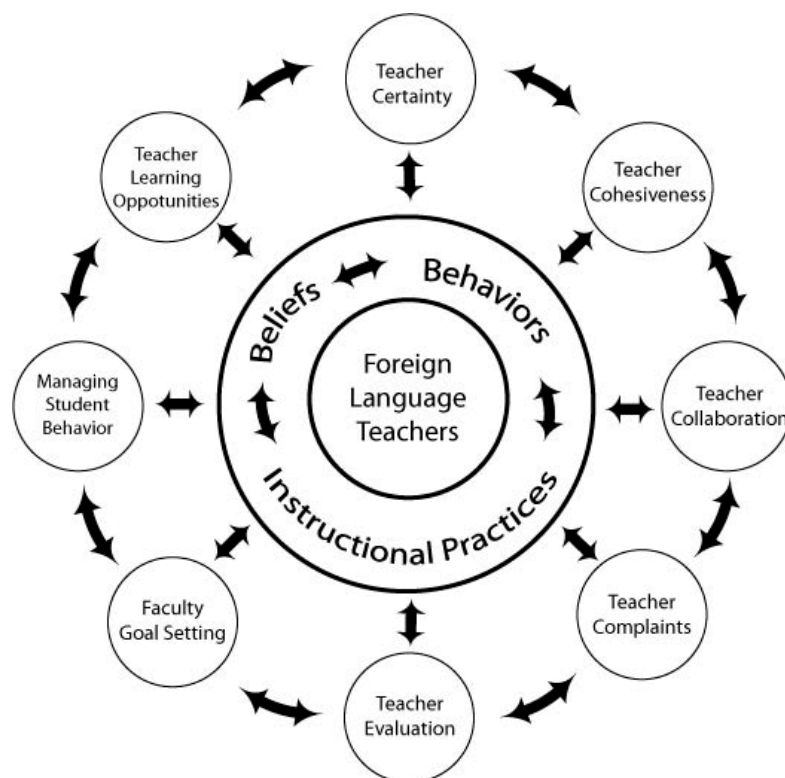 Teacher
Certainty
Teacher
Cohesiveness
Teacher
Collaboration
Teacher
Complaints
Teacher
Evaluation
Faculty
Goal Setting
Managing
Student
Behavior
Teacher
Learning
Oppotunities
Beliefs
Behaviors
Instructional Practices
Foreign
Language
Teachers